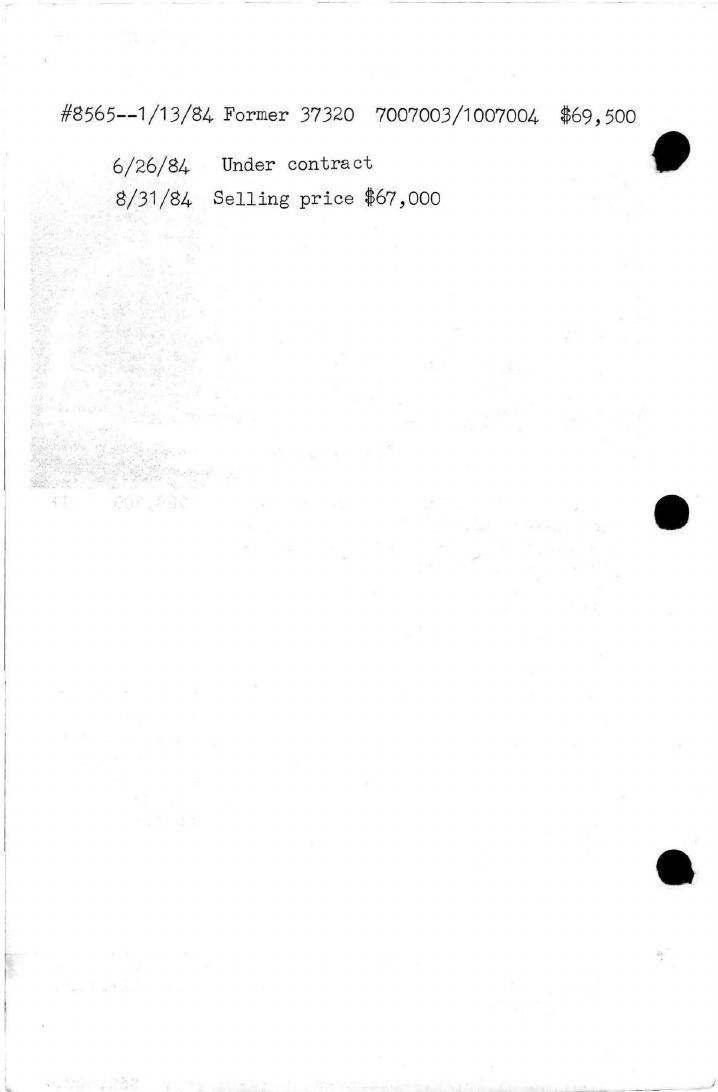 #8565--1/13/84 Former 37320 7007003/1007004 $69,500
6/26/84 Under contract
8/31/84 Selling price $67,000